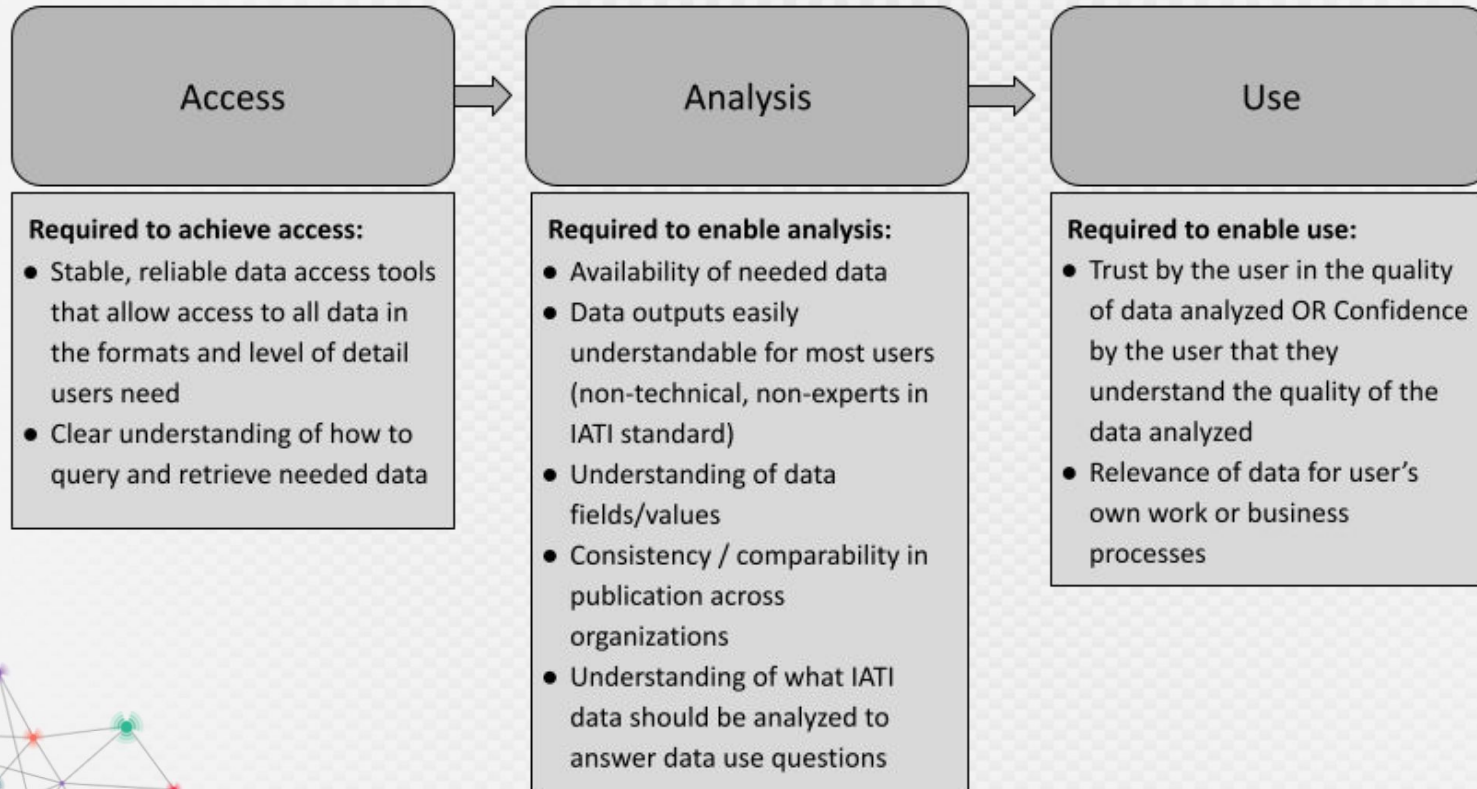 Access
Required to achieve access:
● Stable, reliable data access tools
that allow access to all data in
the formats and level of detail
users need
● Clear understanding of how to
query and retrieve needed data
Analysis
Required to enable analysis:
● Availability of needed data
● Data outputs easily
understandable for most users
(non-technical, non-experts in
IATI standard)
● Understanding of data
fields/values
● Consistency / comparability in
publication across
organizations
● Understanding of what IATI
data should be analyzed to
answer data use questions
Use
Required to enable use:
● Trust by the user in the quality
of data analyzed OR Confidence
by the user that they
understand the quality of the
data analyzed
● Relevance of data for user’s
own work or business
processes